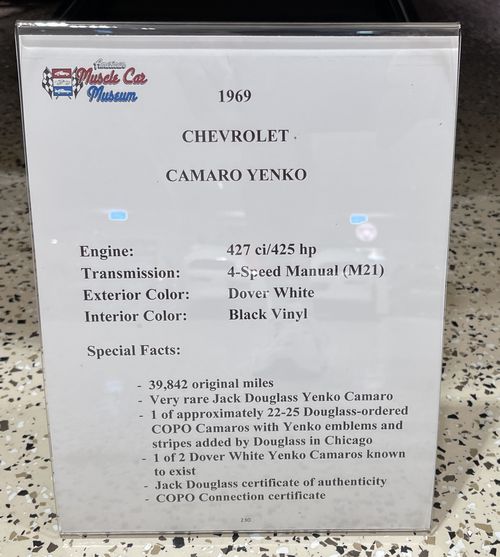 American
Muscle Car
Museum
1969
CHEVROLET
CAMARO YENKO
Engine: 427 ci/425 hp
Transmission: 4-Speed Manual (M21)
Exterior Color: Dover White
Interior Color: Black Vinyl
Special Facts:
- 39,842 original miles
- Very rare Jack Douglass Yenko Camaro
- 1 of approximately 22-25 Douglass-ordered
COPO Camaros with Yenko emblems and
stripes added by Douglass in Chicago
- 1 of 2 Dover White Yenko Camaros known
to exist
- Jack Douglass certificate of authenticity
- COPO Connection certificate
230